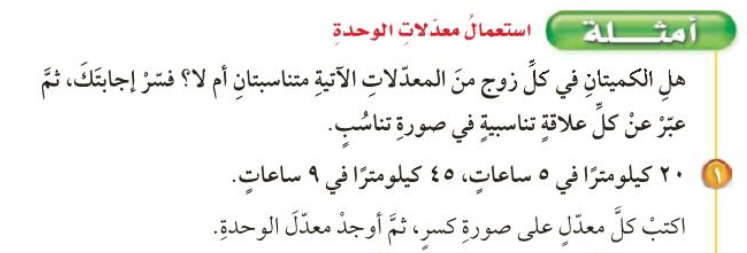 أمثـــلة استعمالُ معدّلاتِ الوحدةِ
هلِ الكميتانِ في كلِّ زوجٍ منَ المعدّلاتِ الآتيةِ متناسبتانِ أم لا؟ فسّرْ إجابتَكَ، ثمَّ
عبّرْ عنْ كلِّ علاقةٍ تناسبيةٍ في صورةِ تناسُبٍ.
١ ٢٠ كيلومترًا في ٥ ساعاتٍ، ٤٥ كيلومترًا في ٩ ساعاتٍ.
اكتبْ كلَّ معدّلٍ على صورةِ كسرٍ، ثمَّ أوجدْ معدّلَ الوحدةِ.